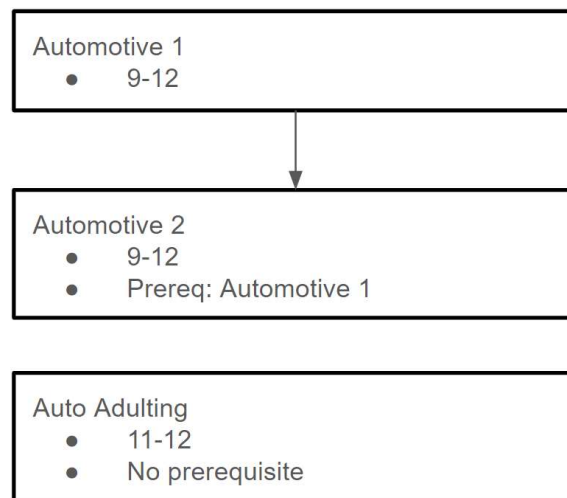 Automotive 1
● 9-12
Automotive 2
● 9-12
● Prereq: Automotive 1
Auto Adulting
● 11-12
● No prerequisite